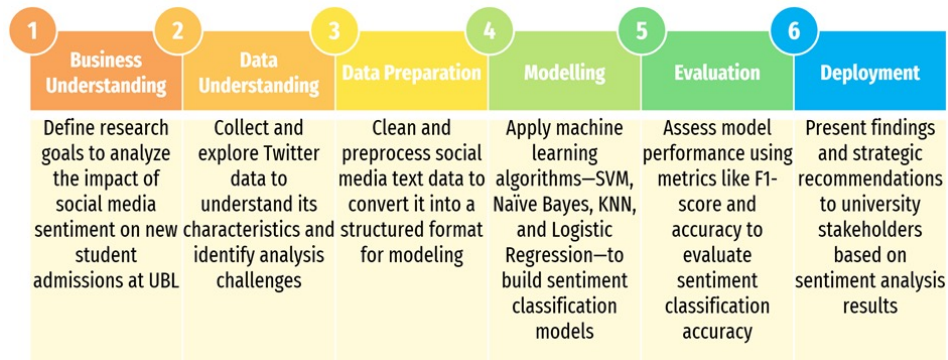 1
Business
Understanding
Define research
goals to analyze
the impact of
social media
sentiment on new
student
admissions at UBL
2
Data
Understanding
Collect and
explore Twitter
data to
understand its
characteristics and
identify analysis
challenges
3
Data Preparation
Clean and
preprocess social
media text data to
convert it into a
structured format
for modeling
4
Modelling
Apply machine
learning
algorithms—SVM,
Naïve Bayes, KNN,
and Logistic
Regression—to
build sentiment
classification
models
5
Evaluation
Assess model
performance using
metrics like F1-
score and
accuracy to
evaluate
sentiment
classification
accuracy
6
Deployment
Present findings
and strategic
recommendations
to university
stakeholders
based on
sentiment analysis
results